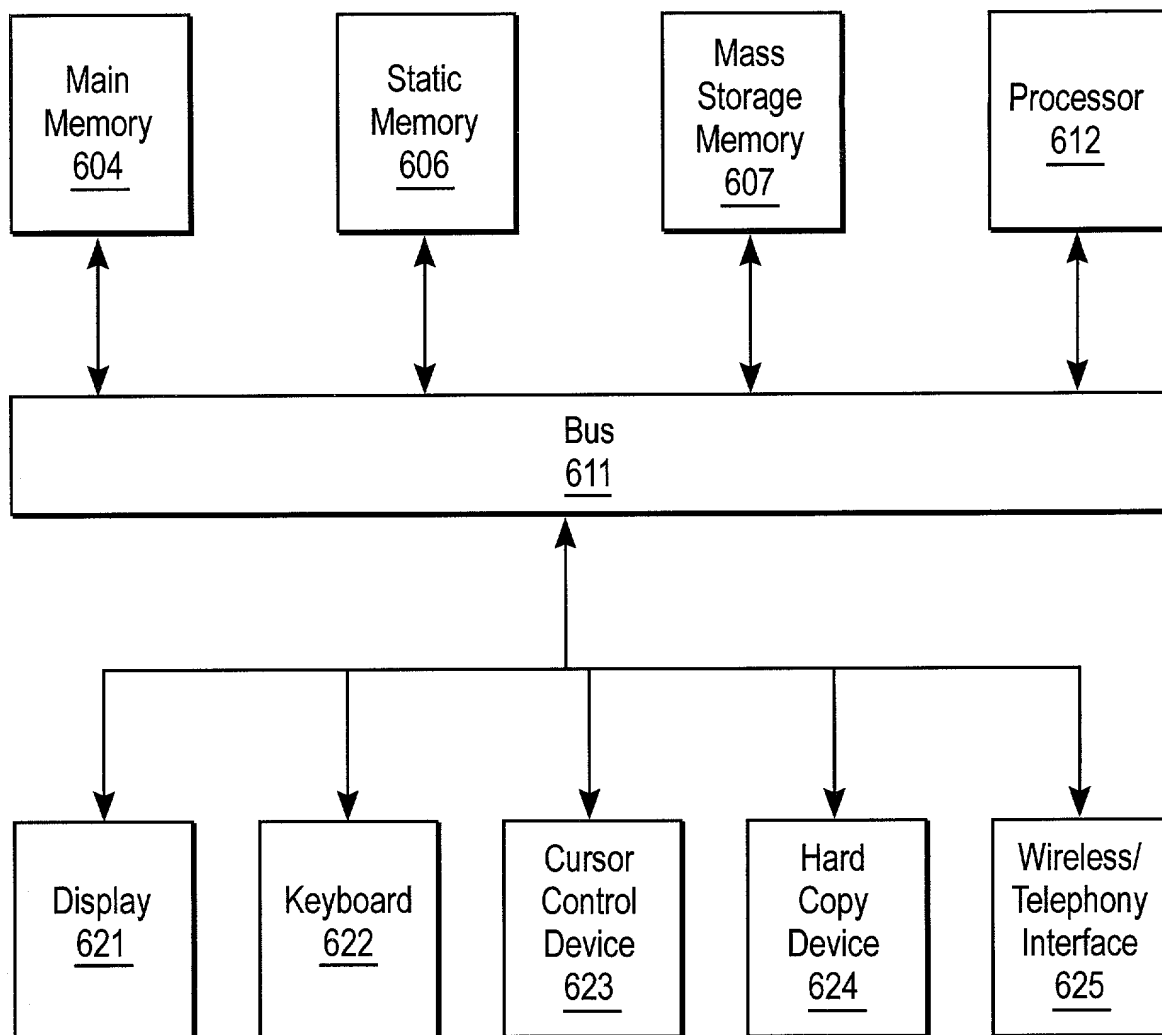 Main
Memory
604
Static
Memory
606
Mass
Storage
Memory
607
Processor
612
Bus
611
Display
621
Keyboard
622
Cursor
Control
Device
623
Hard
Copy
Device
624
Wireless/
Telephony
Interface
625